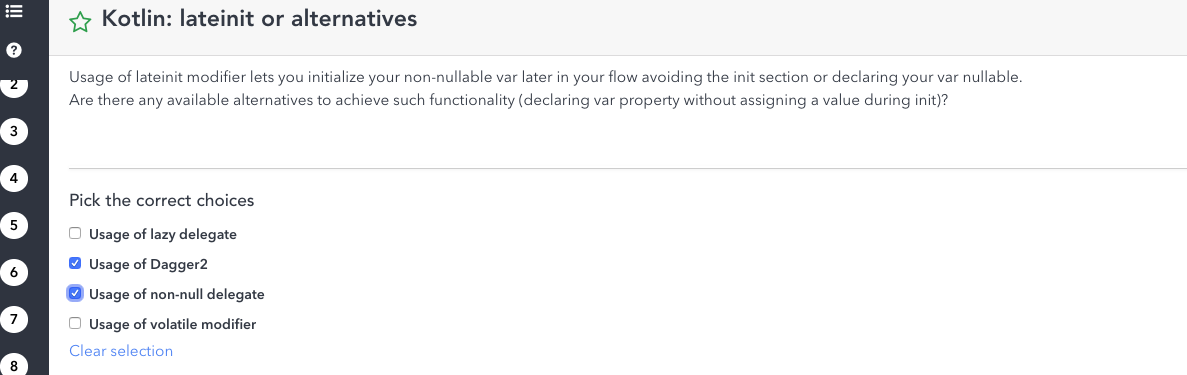 Kotlin: lateinit or alternatives
?
2
Usage of lateinit modifier lets you initialize your non-nullable var later in your flow avoiding the init section or declaring your var nullable.
Are there any available alternatives to achieve such functionality (declaring var property without assigning a value during init)?
3
4
Pick the correct choices
5
Usage of lazy delegate
6
Usage of Dagger2
Usage of non-null delegate
7
Usage of volatile modifier
Clear selection
8